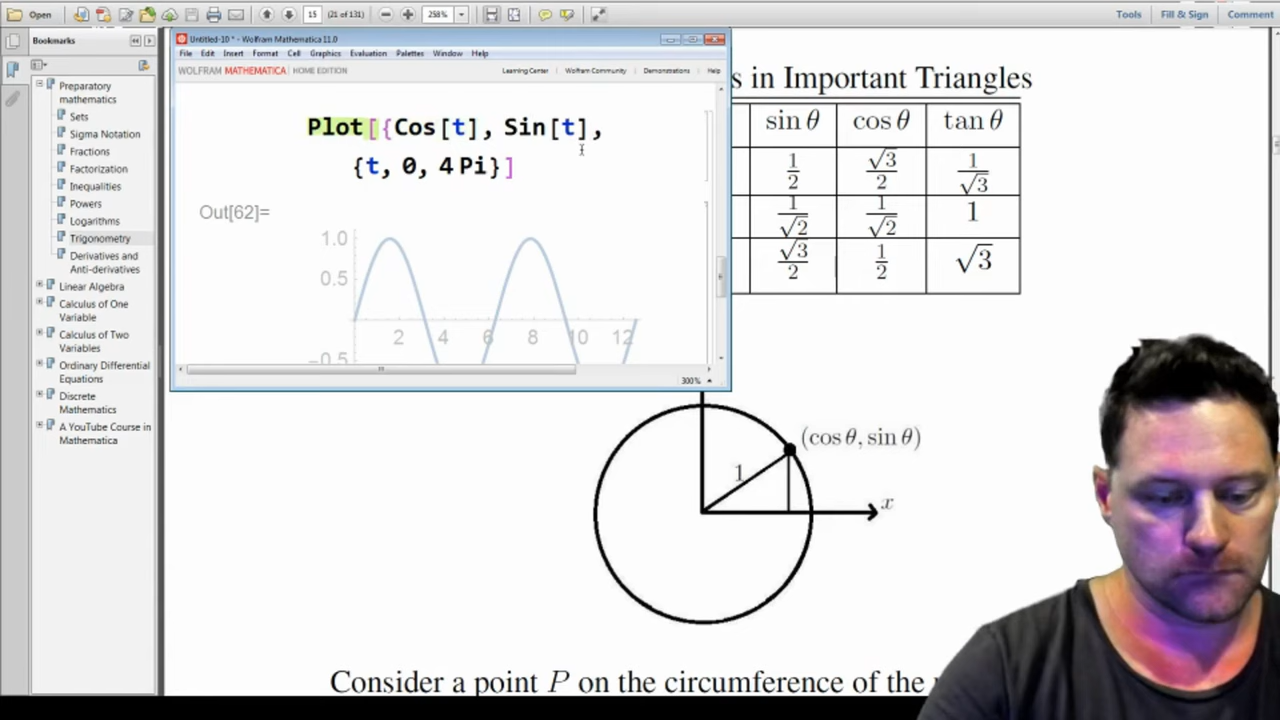 Open
15
(21 of 131)
258%
Tools
Fill & Sign
Comment
Bookmarks
Preparatory
mathematics
Sets
Sigma Notation
Fractions
Factorization
Inequalities
Powers
Logarithms
Trigonometry
Derivatives and
Anti-derivatives
Linear Algebra
Calculus of One
Variable
Calculus of Two
Variables
Ordinary Differential
Equations
Discrete
Mathematics
A YouTube Course in
Mathematica
Untitled-10 * - Wolfram Mathematica 11.0
File Edit Insert Format Cell Graphics Evaluation Palettes Window Help
WOLFRAM MATHEMATICA | HOME EDITION
Learning Center | Wolfram Community | Demonstrations | Help
Plot[{Cos[t], Sin[t],
{t, 0, 4 Pi}]
Out[62]=
1.0
0.5
2 4 6 8 10 12
-0.5
300%
s in Important Triangles
sin θ cos θ tan θ
1/2 √3/2 1/√3
1/√2 1/√2 1
√3/2 1/2 √3
(cos θ, sin θ)
1
x
Consider a point P on the circumference of the